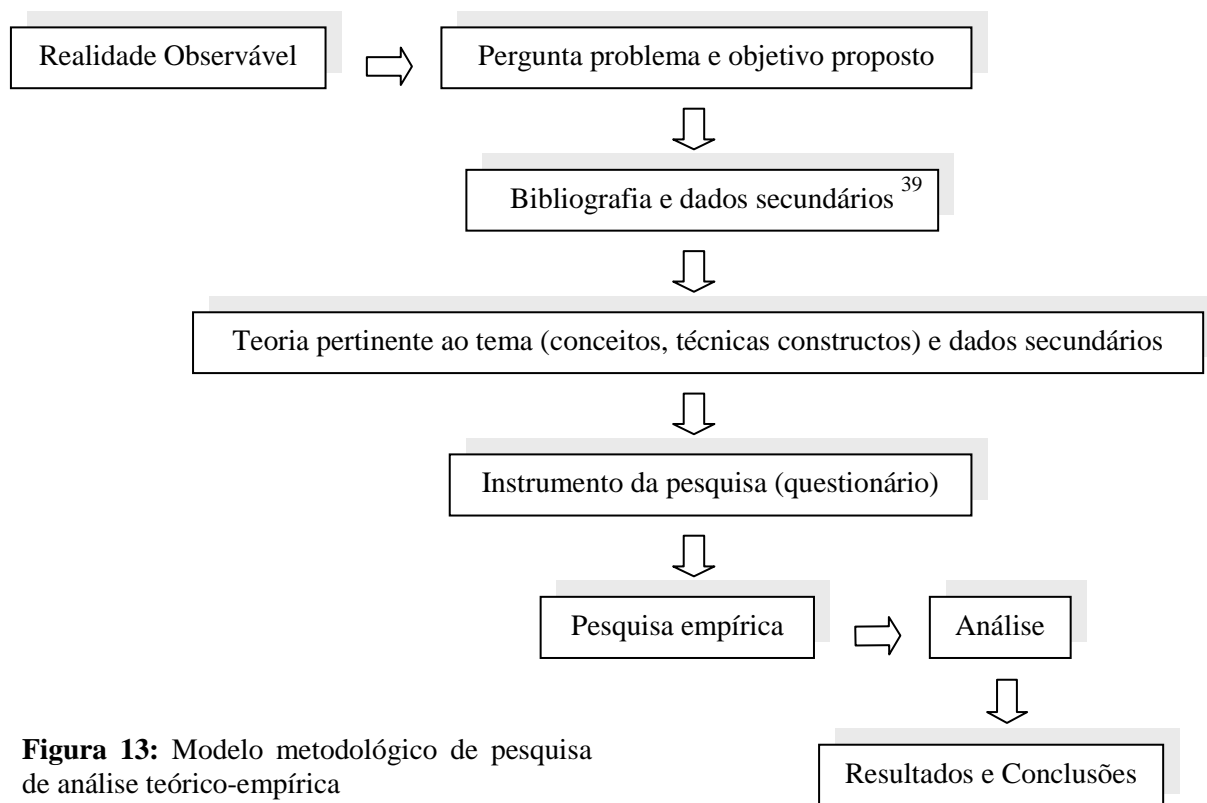 Realidade Observável
Pergunta problema e objetivo proposto
Bibliografia e dados secundários 39
Teoria pertinente ao tema (conceitos, técnicas constructos) e dados secundários
Instrumento da pesquisa (questionário)
Pesquisa empírica
Análise
Resultados e Conclusões
Figura 13: Modelo metodológico de pesquisa
de análise teórico-empírica